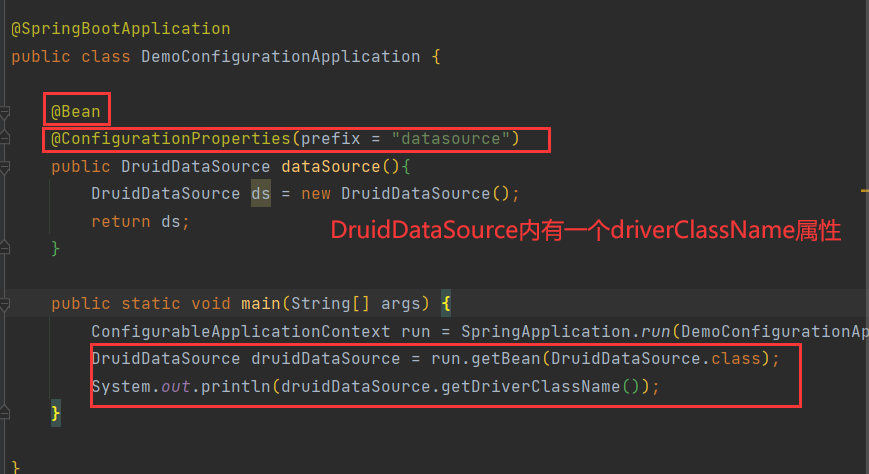 @SpringBootApplication
public class DemoConfigurationApplication {
@Bean
@ConfigurationProperties(prefix = "datasource")
public DruidDataSource dataSource(){
DruidDataSource ds = new DruidDataSource();
return ds;
DruidDataSource内有一个driverClassName属性
}
public static void main(String[] args) {
ConfigurableApplicationContext run = SpringApplication.run(DemoConfigurationAp
DruidDataSource druidDataSource = run.getBean(DruidDataSource.class);
System.out.println(druidDataSource.getDriverClassName());
}
}